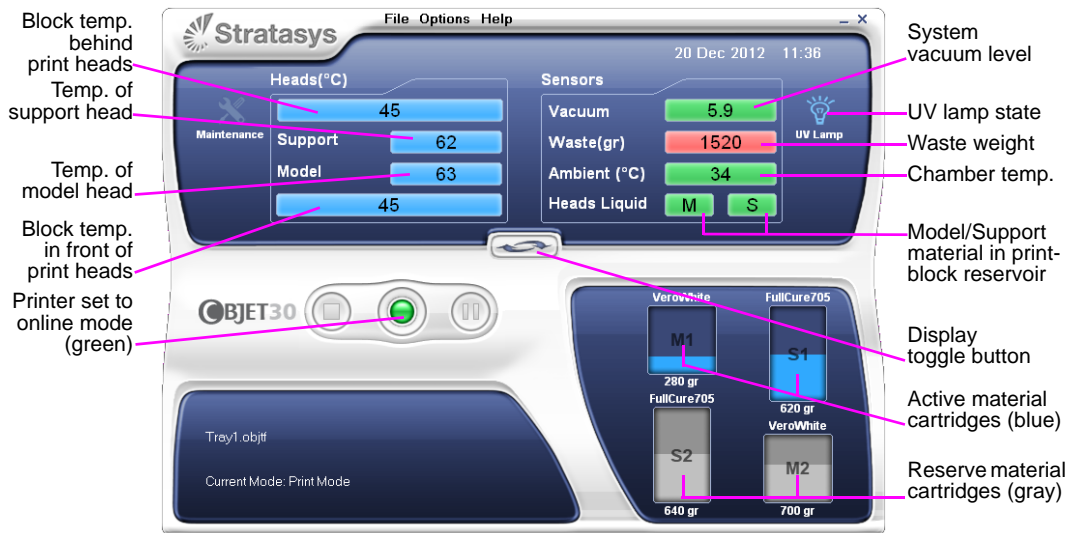 Block temp.
behind
print heads
Temp. of
support head
Temp. of
model head
Block temp.
in front of
print heads
Printer set to
online mode
(green)
Stratasys
File Options Help
20 Dec 2012 11:36
Maintenance
Heads(°C)
45
Support 62
Model 63
45
Sensors
Vacuum 5.9
Waste(gr) 1520
Ambient (°C) 34
Heads Liquid M S
UV Lamp
OBJET30
VeroWhite
M1
280 gr
FullCure705
S1
620 gr
FullCure705
S2
640 gr
VeroWhite
M2
700 gr
Tray1.objtf
Current Mode: Print Mode
System
vacuum level
UV lamp state
Waste weight
Chamber temp.
Model/Support
material in print-
block reservoir
Display
toggle button
Active material
cartridges (blue)
Reserve material
cartridges (gray)